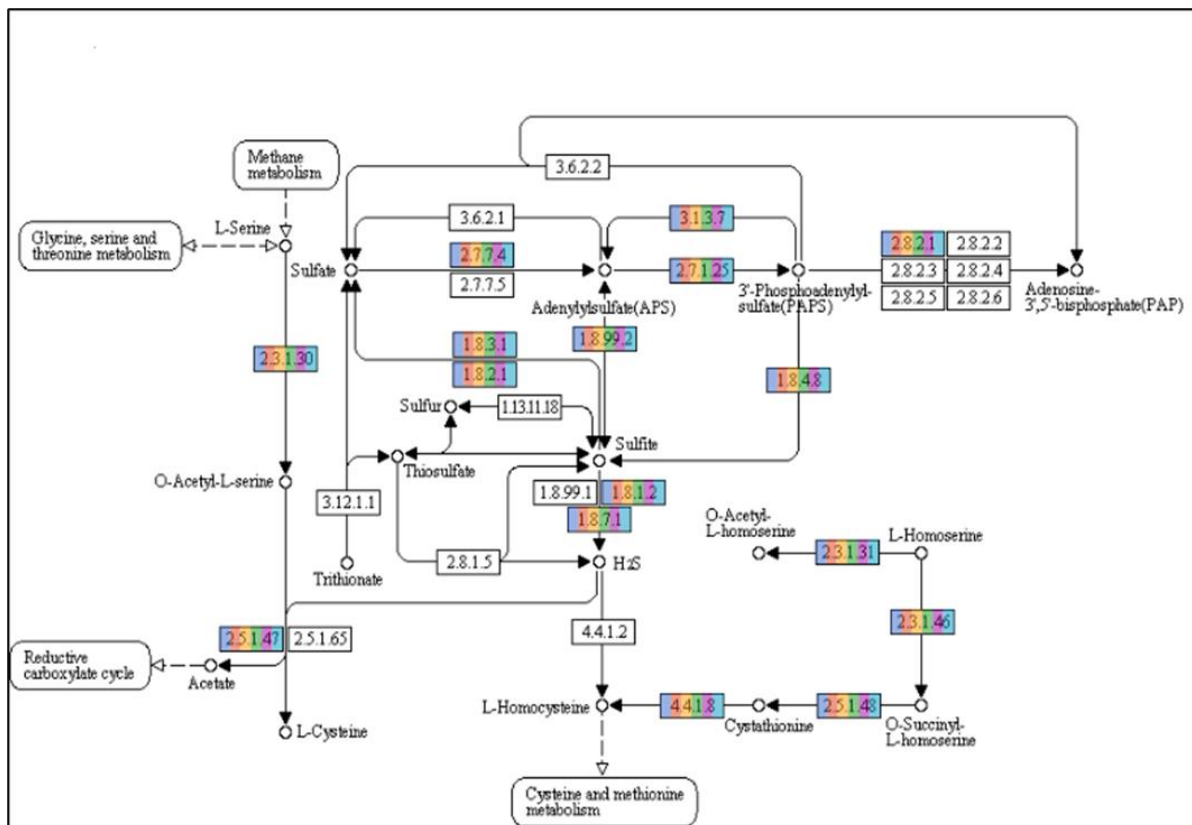 Methane
metabolism
3.6.2.2
L-Serine
Glycine, serine and
threonine metabolism
3.6.2.1
3.1.3.7
Sulfate
2.7.7.4
2.7.7.5
Adenylylsulfate(APS)
2.7.1.25
3'-Phosphoadenylyl-
sulfate(PAPS)
2.8.2.1
2.8.2.2
2.8.2.3
2.8.2.4
2.8.2.5
2.8.2.6
Adenosine-
3',5'-bisphosphate(PAP)
2.3.1.30
1.8.3.1
1.8.2.1
1.8.99.2
1.8.4.8
Sulfur
1.13.11.18
Sulfite
Thiosulfate
O-Acetyl-L-serine
3.12.1.1
1.8.99.1
1.8.1.2
1.8.7.1
O-Acetyl-
L-homoserine
2.3.1.31
L-Homoserine
Trithionate
2.8.1.5
H2S
2.5.1.47
2.5.1.65
4.4.1.2
2.3.1.46
Reductive
carboxylate cycle
Acetate
L-Homocysteine
4.4.1.8
Cystathionine
2.5.1.48
O-Succinyl-
L-homoserine
L-Cysteine
Cysteine and methionine
metabolism